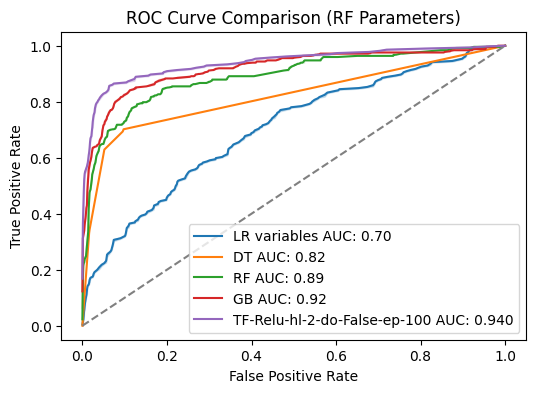 ROC Curve Comparison (RF Parameters)
1.0
0.8
0.6
0.4
0.2
0.0
True Positive Rate
LR variables AUC: 0.70
DT AUC: 0.82
RF AUC: 0.89
GB AUC: 0.92
TF-Relu-hl-2-do-False-ep-100 AUC: 0.940
0.0 0.2 0.4 0.6 0.8 1.0
False Positive Rate